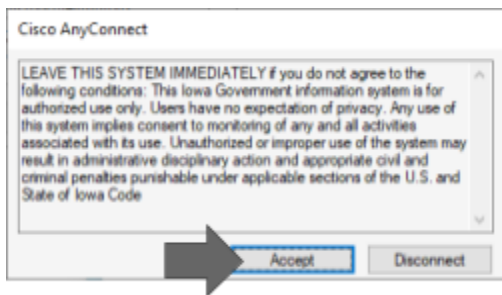 Cisco AnyConnect
LEAVE THIS SYSTEM IMMEDIATELY if you do not agree to the
following conditions: This Iowa Government information system is for
authorized use only. Users have no expectation of privacy. Any use of
this system implies consent to monitoring of any and all activities
associated with its use. Unauthorized or improper use of the system may
result in administrative disciplinary action and appropriate civil and
criminal penalties punishable under applicable sections of the U.S. and
State of Iowa Code
Accept Disconnect